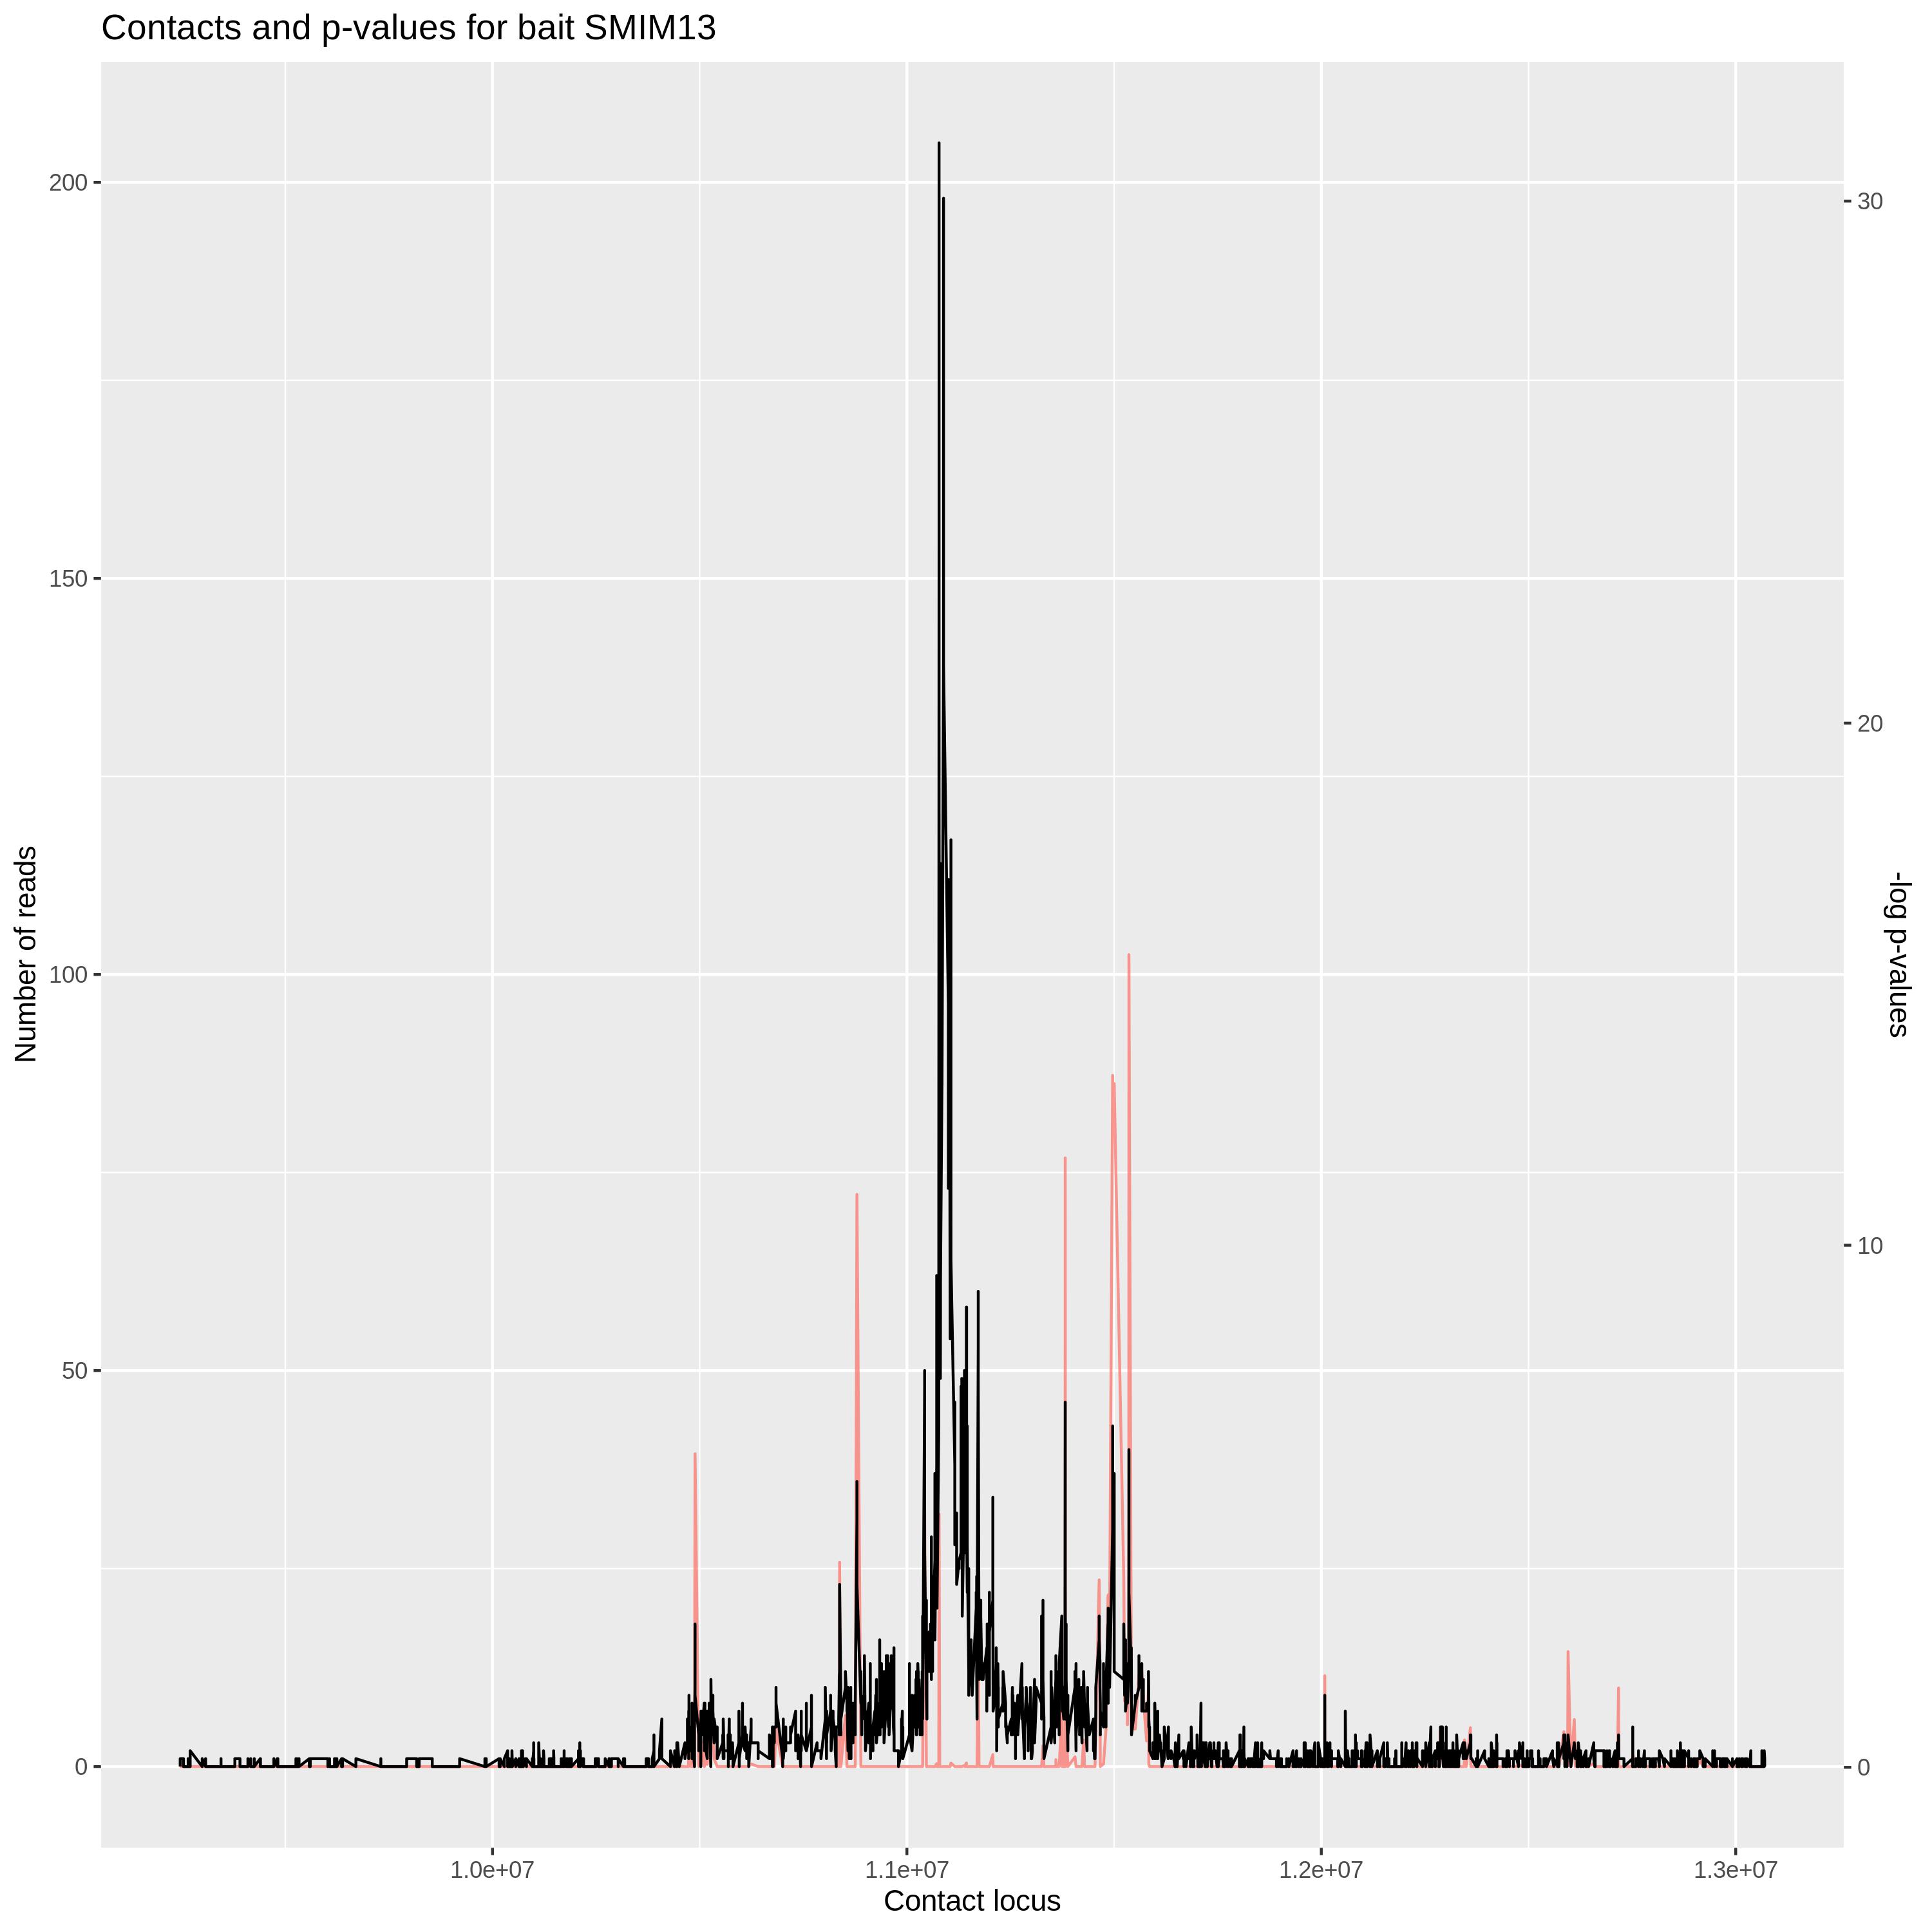 Contacts and p-values for bait SMIM13
200
150
100
50
0
30
20
10
0
Number of reads
-log p-values
1.0e+07
1.1e+07
1.2e+07
1.3e+07
Contact locus